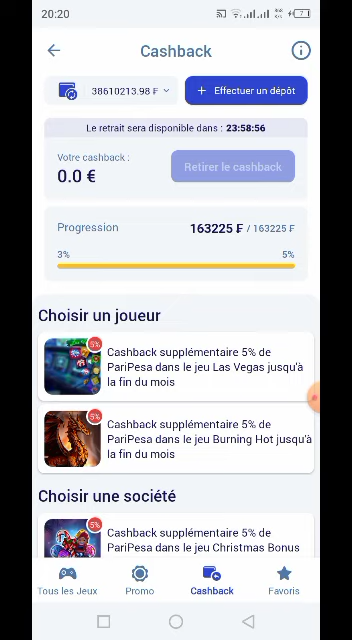 20:20
7
Cashback
38610213.98 ₣
+ Effectuer un dépôt
Le retrait sera disponible dans : 23:58:56
Votre cashback :
0.0 €
Retirer le cashback
Progression
163225 ₣ / 163225 ₣
3%
5%
Choisir un joueur
5%
Cashback supplémentaire 5% de
PariPesa dans le jeu Las Vegas jusqu'à
la fin du mois
5%
Cashback supplémentaire 5% de
PariPesa dans le jeu Burning Hot jusqu'à
la fin du mois
Choisir une société
5%
Cashback supplémentaire 5% de
PariPesa dans le jeu Christmas Bonus
Tous les Jeux
Promo
Cashback
Favoris